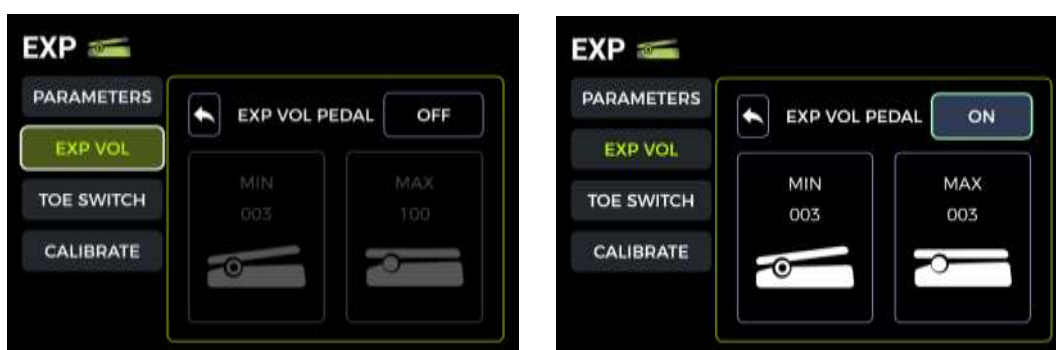 EXP
PARAMETERS
EXP VOL
TOE SWITCH
CALIBRATE
EXP VOL PEDAL OFF
MIN MAX
003 100
EXP
PARAMETERS
EXP VOL
TOE SWITCH
CALIBRATE
EXP VOL PEDAL ON
MIN MAX
003 003